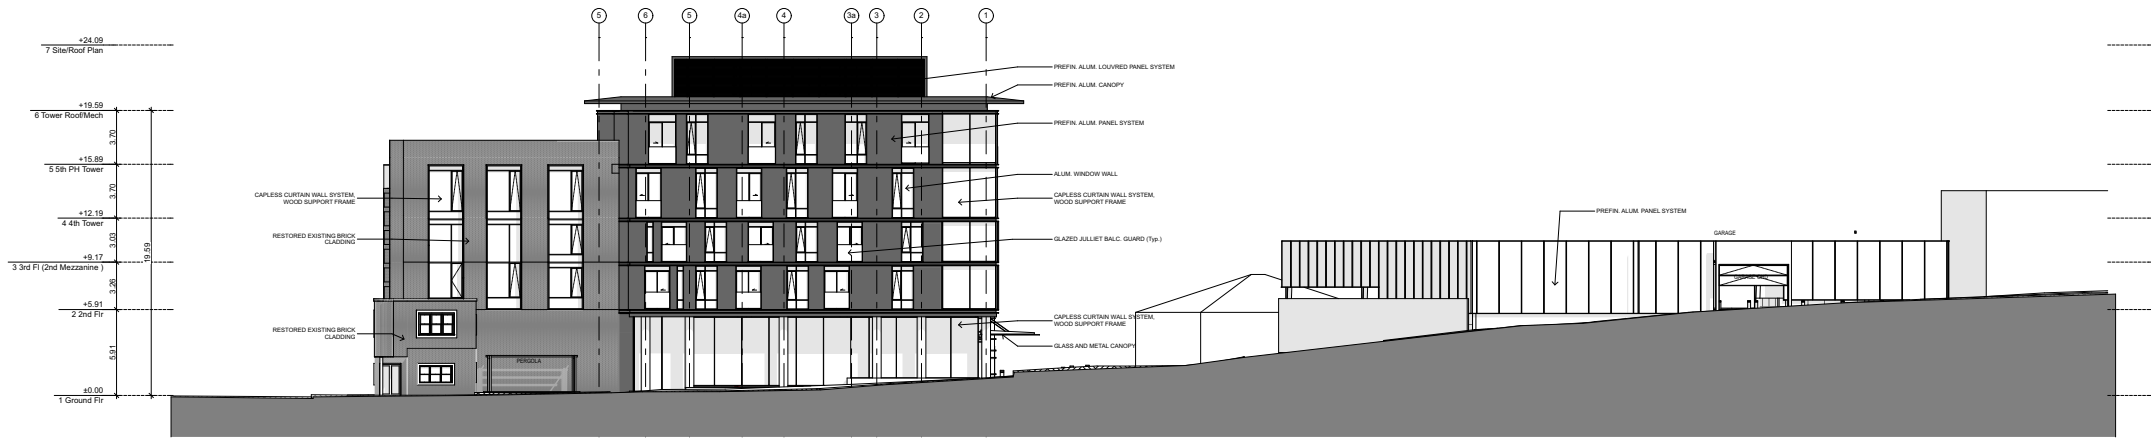 5 6 5 4a 4 3a 3 2 1
+24.09
7 Site/Roof Plan
PREFIN. ALUM. LOUVRED PANEL SYSTEM
PREFIN. ALUM. CANOPY
+19.59
6 Tower Roof/Mech
PREFIN. ALUM. PANEL SYSTEM
3.70
+15.89
5 5th PH Tower
ALUM. WINDOW WALL
CAPLESS CURTAIN WALL SYSTEM,
WOOD SUPPORT FRAME
CAPLESS CURTAIN WALL SYSTEM,
WOOD SUPPORT FRAME
3.70
+12.19
4 4th Tower
PREFIN. ALUM. PANEL SYSTEM
GARAGE
RESTORED EXISTING BRICK
CLADDING
GLAZED JULLIET BALC. GUARD (Typ.)
3.03
19.59
+9.17
3 3rd Fl (2nd Mezzanine )
3.26
+5.91
2 2nd Flr
CAPLESS CURTAIN WALL SYSTEM,
WOOD SUPPORT FRAME
RESTORED EXISTING BRICK
CLADDING
GLASS AND METAL CANOPY
5.91
PERGOLA
±0.00
1 Ground Flr